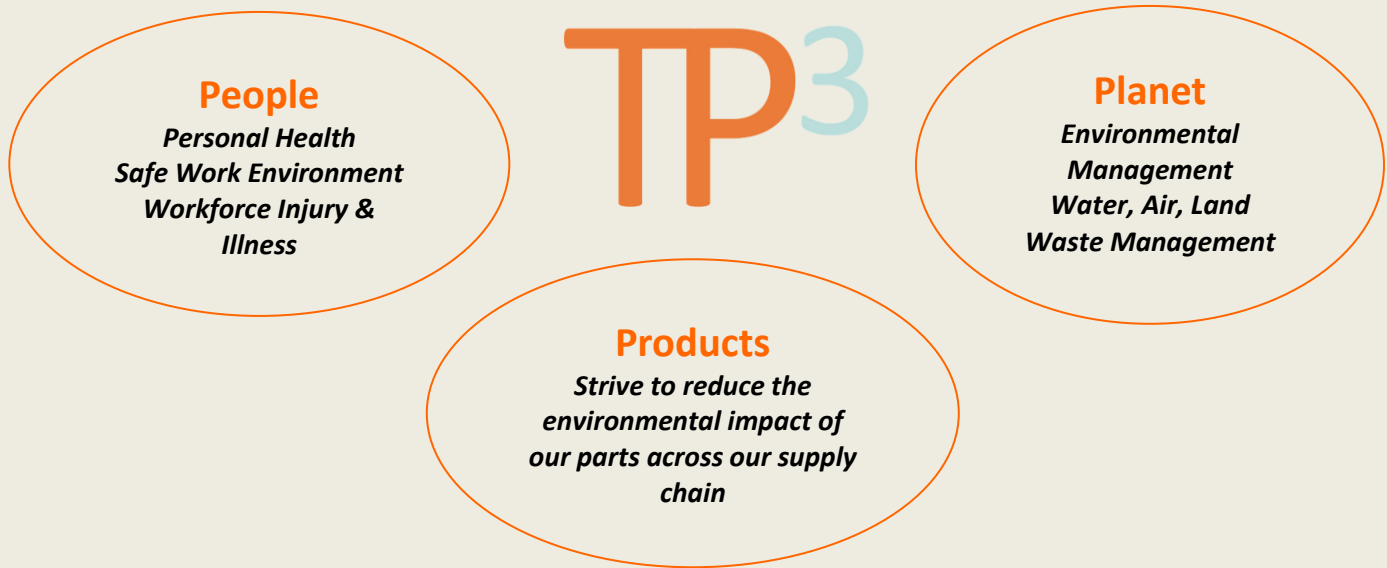 TP3
People
Personal Health
Safe Work Environment
Workforce Injury &
Illness
Planet
Environmental
Management
Water, Air, Land
Waste Management
Products
Strive to reduce the
environmental impact of
our parts across our supply
chain